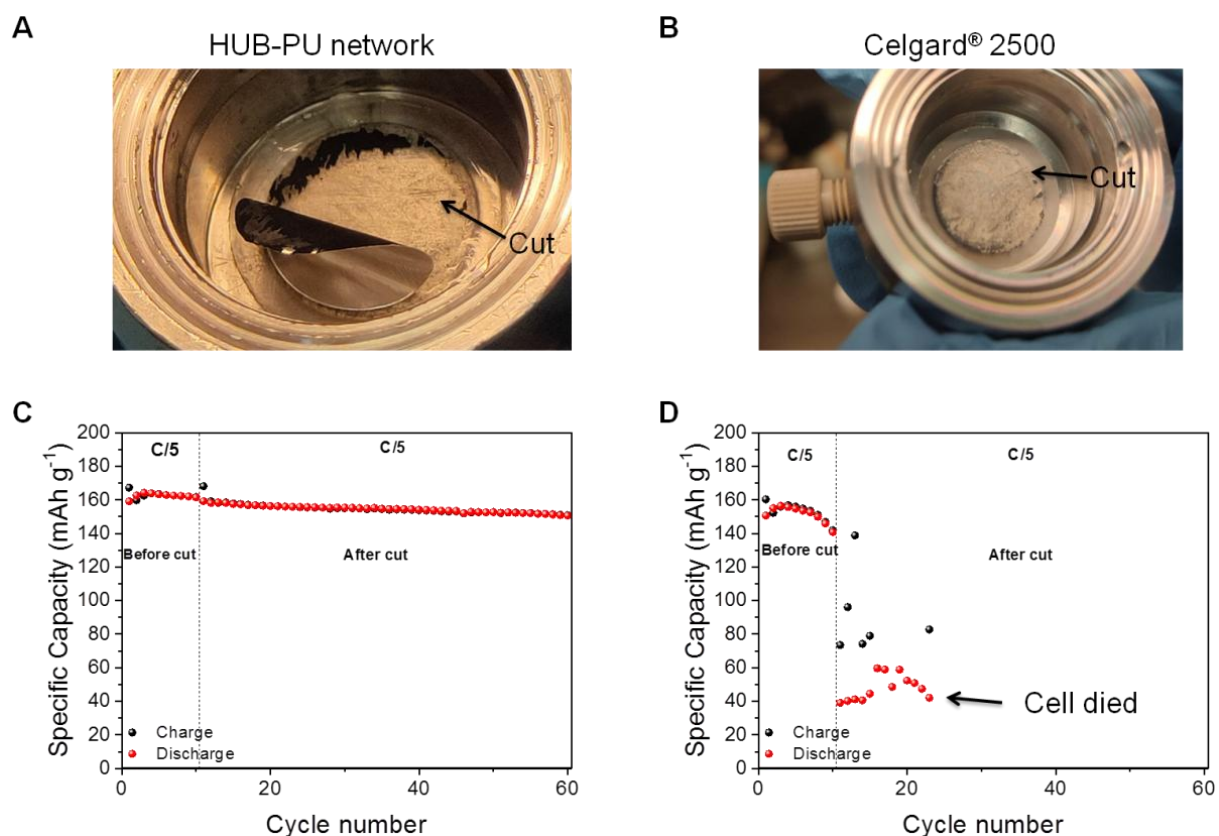 A
HUB-PU network
Cut
B
Celgard® 2500
Cut
C
Specific Capacity (mAh g⁻¹)
200
180
160
140
120
100
80
60
40
20
0
C/5
C/5
Before cut
After cut
Charge
Discharge
0
20
40
60
Cycle number
D
Specific Capacity (mAh g⁻¹)
200
180
160
140
120
100
80
60
40
20
0
C/5
C/5
Before cut
After cut
Cell died
Charge
Discharge
0
20
40
60
Cycle number